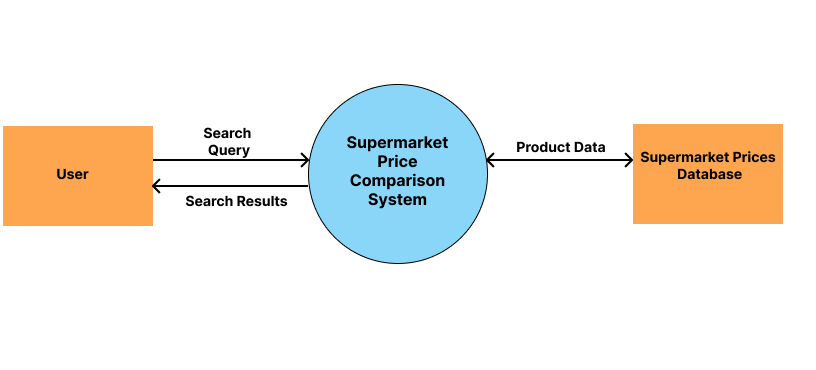 User
Search
Query
Search Results
Supermarket
Price
Comparison
System
Product Data
Supermarket Prices
Database